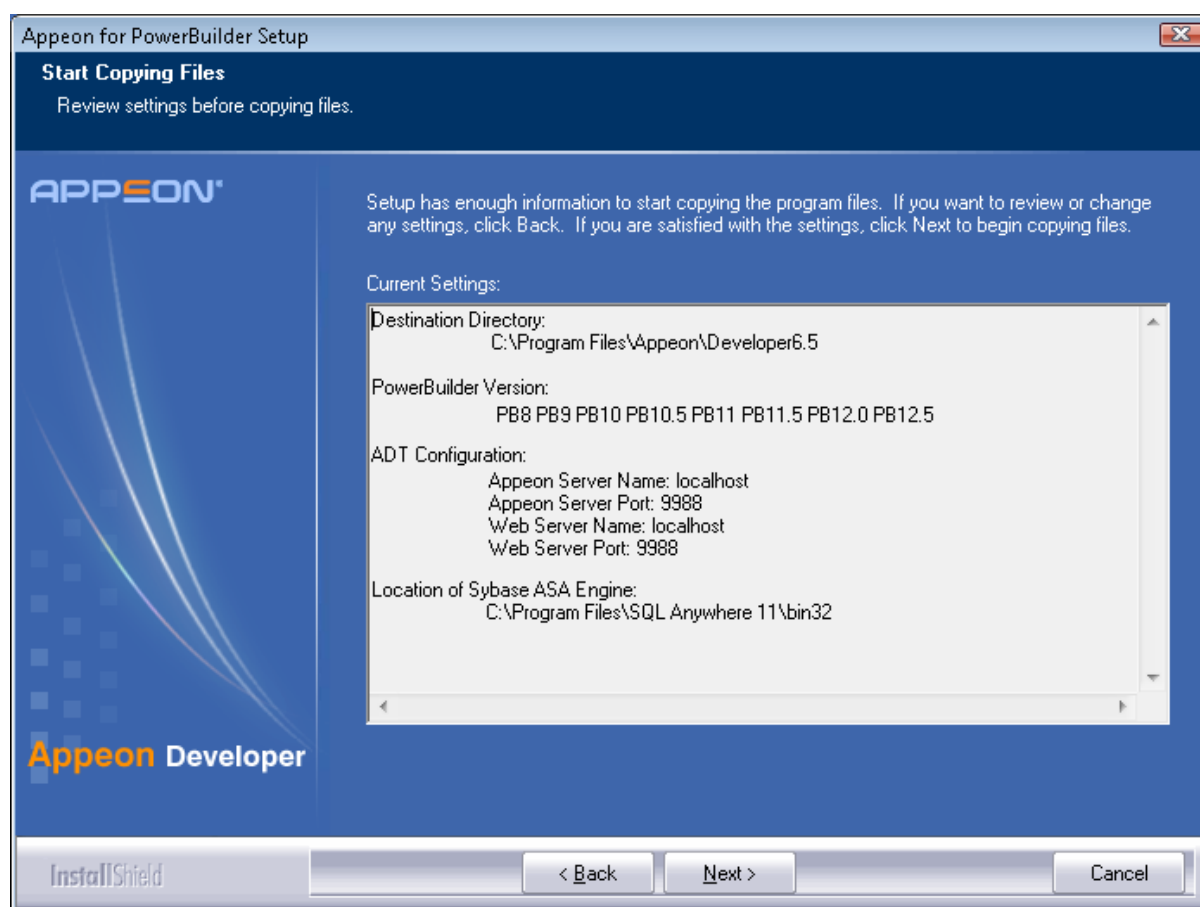 Appeon for PowerBuilder Setup
Start Copying Files
Review settings before copying files.
APPEON
Setup has enough information to start copying the program files. If you want to review or change
any settings, click Back. If you are satisfied with the settings, click Next to begin copying files.
Current Settings:
Destination Directory:
C:\Program Files\Appeon\Developer6.5
PowerBuilder Version:
PB8 PB9 PB10 PB10.5 PB11 PB11.5 PB12.0 PB12.5
ADT Configuration:
Appeon Server Name: localhost
Appeon Server Port: 9988
Web Server Name: localhost
Web Server Port: 9988
Location of Sybase ASA Engine:
C:\Program Files\SQL Anywhere 11\bin32
Appeon Developer
InstallShield
< Back
Next >
Cancel